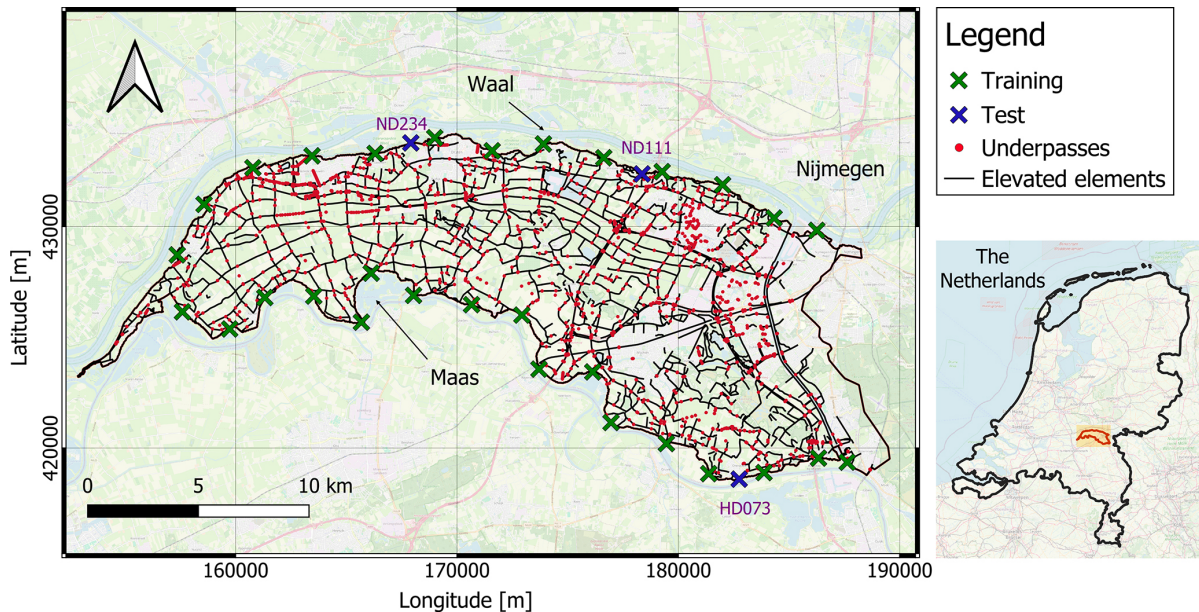 Waal
ND234
ND111
Nijmegen
Maas
HD073
0 5 10 km
430000
420000
Latitude [m]
160000 170000 180000 190000
Longitude [m]
Legend
Training
Test
Underpasses
Elevated elements
The
Netherlands